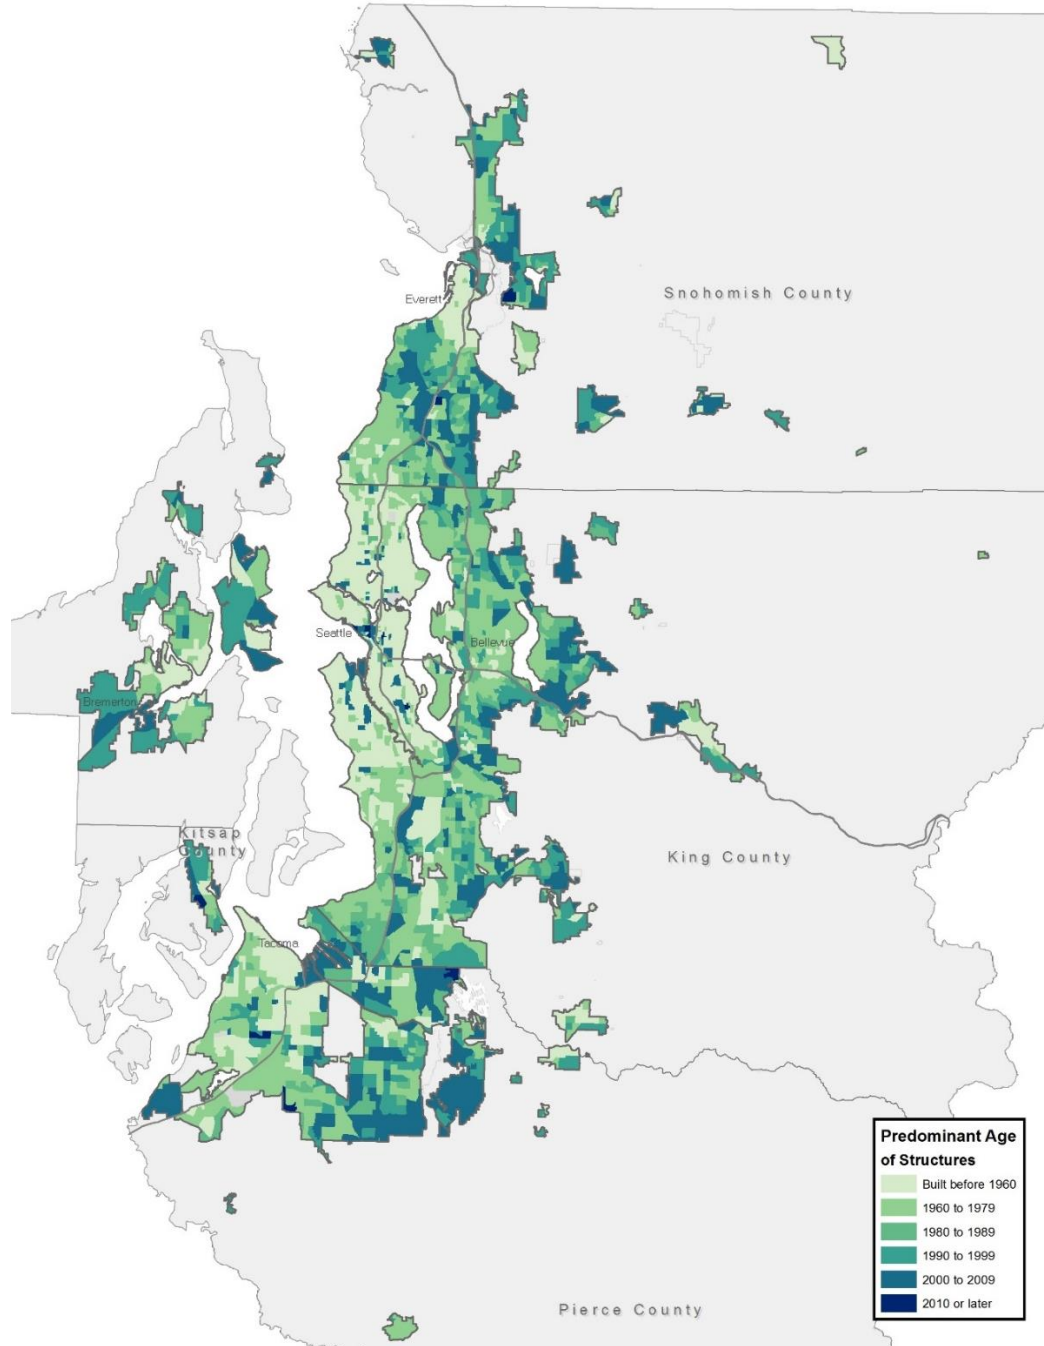 Everett
Snohomish County
Seattle
Bellevue
Bremerton
Kitsap
County
King County
Tacoma
Pierce County
Predominant Age
of Structures
Built before 1960
1960 to 1979
1980 to 1989
1990 to 1999
2000 to 2009
2010 or later